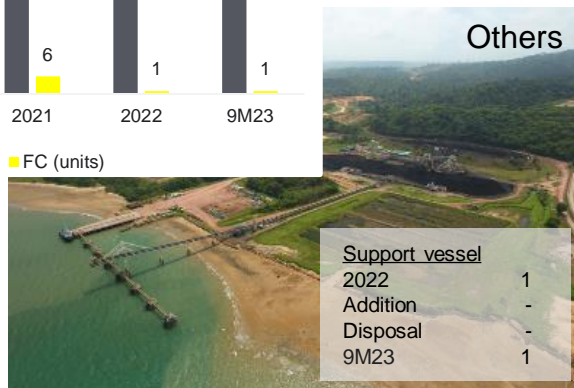 Others
6 1 1
2021 2022 9M23
FC (units)
Support vessel
2022 1
Addition -
Disposal -
9M23 1